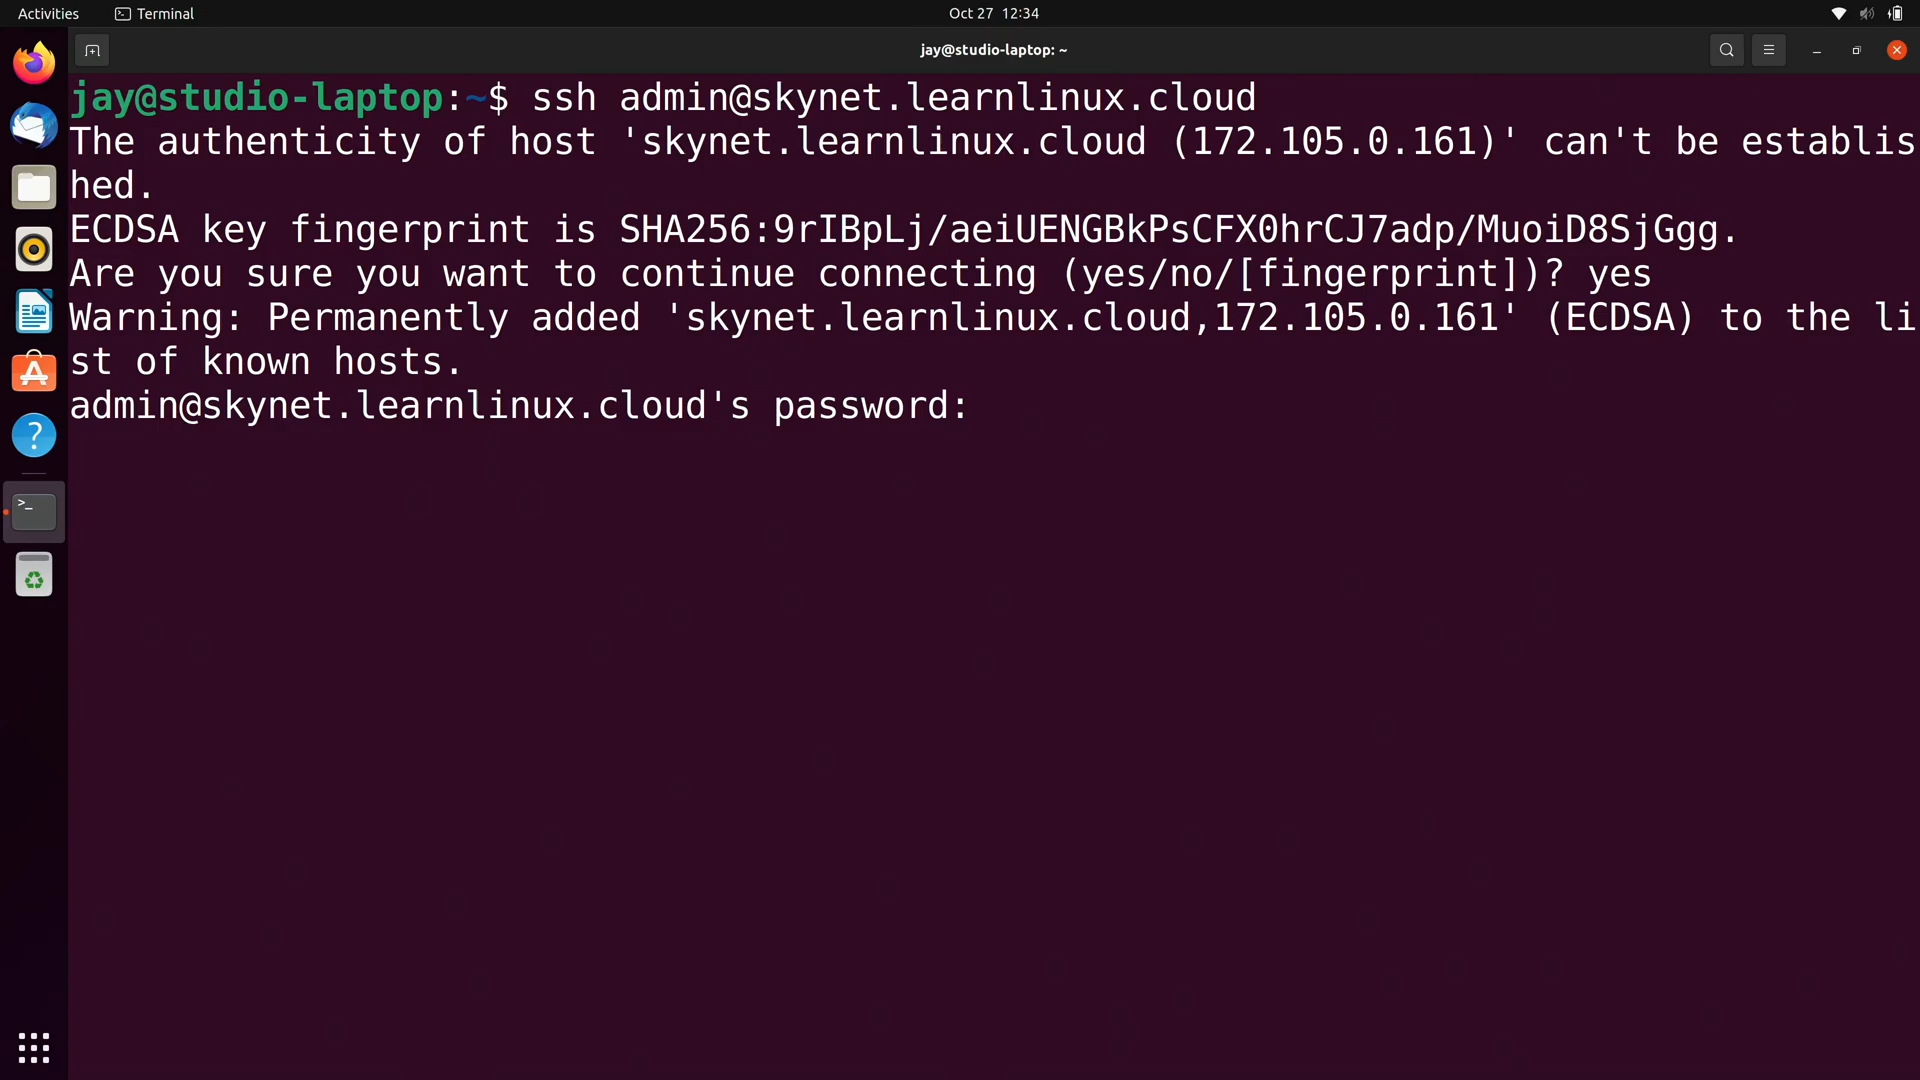 Activities
Terminal
Oct 27 12:34
jay@studio-laptop: ~
jay@studio-laptop:~$ ssh admin@skynet.learnlinux.cloud
The authenticity of host 'skynet.learnlinux.cloud (172.105.0.161)' can't be establis
hed.
ECDSA key fingerprint is SHA256:9rIBpLj/aeiUENGBkPsCFX0hrCJ7adp/MuoiD8SjGgg.
Are you sure you want to continue connecting (yes/no/[fingerprint])? yes
Warning: Permanently added 'skynet.learnlinux.cloud,172.105.0.161' (ECDSA) to the li
st of known hosts.
admin@skynet.learnlinux.cloud's password: